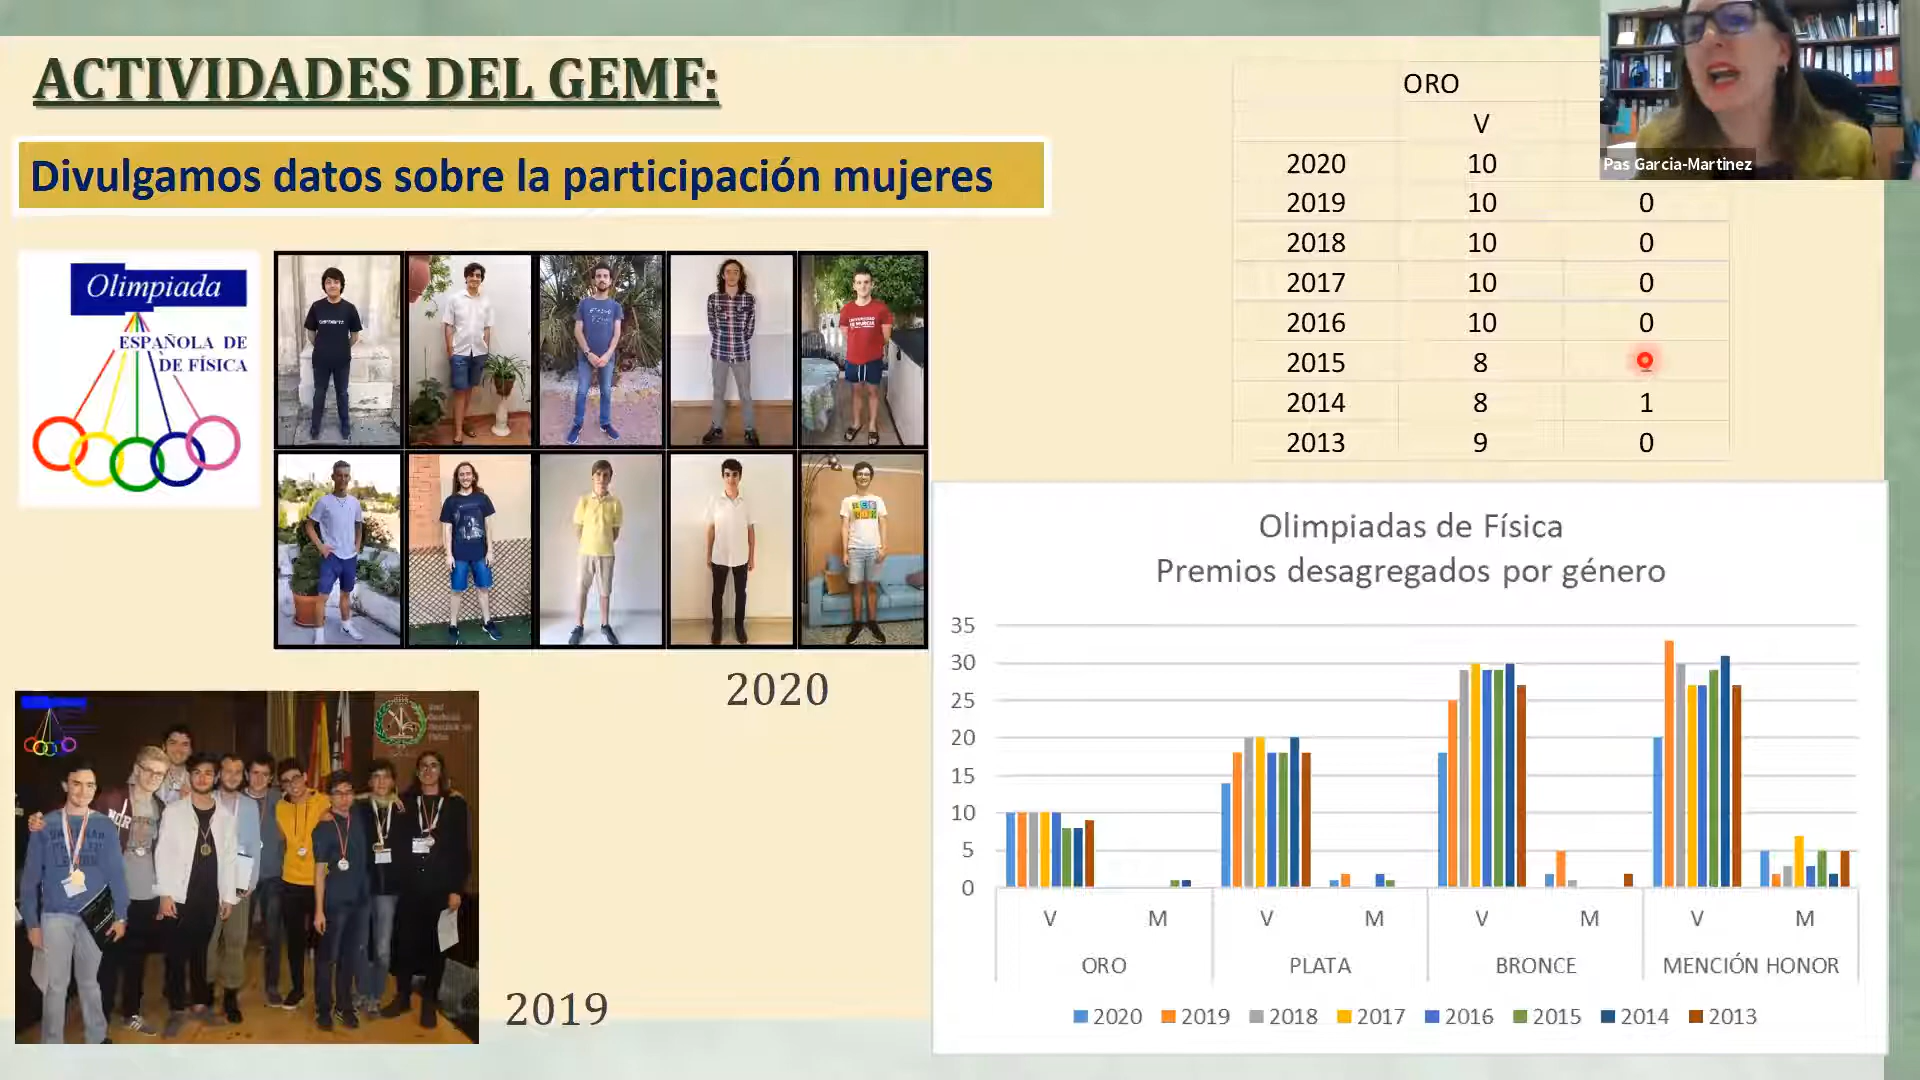 ACTIVIDADES DEL GEMF:
Divulgamos datos sobre la participación mujeres
Olimpiada
ESPAÑOLA DE
DE FÍSICA
2020
2019
ORO
V
2020 10
2019 10 0
2018 10 0
2017 10 0
2016 10 0
2015 8
2014 8 1
2013 9 0
Pas Garcia-Martinez
Olimpiadas de Física
Premios desagregados por género
35
30
25
20
15
10
5
0
V M V M V M V M
ORO PLATA BRONCE MENCIÓN HONOR
2020 2019 2018 2017 2016 2015 2014 2013